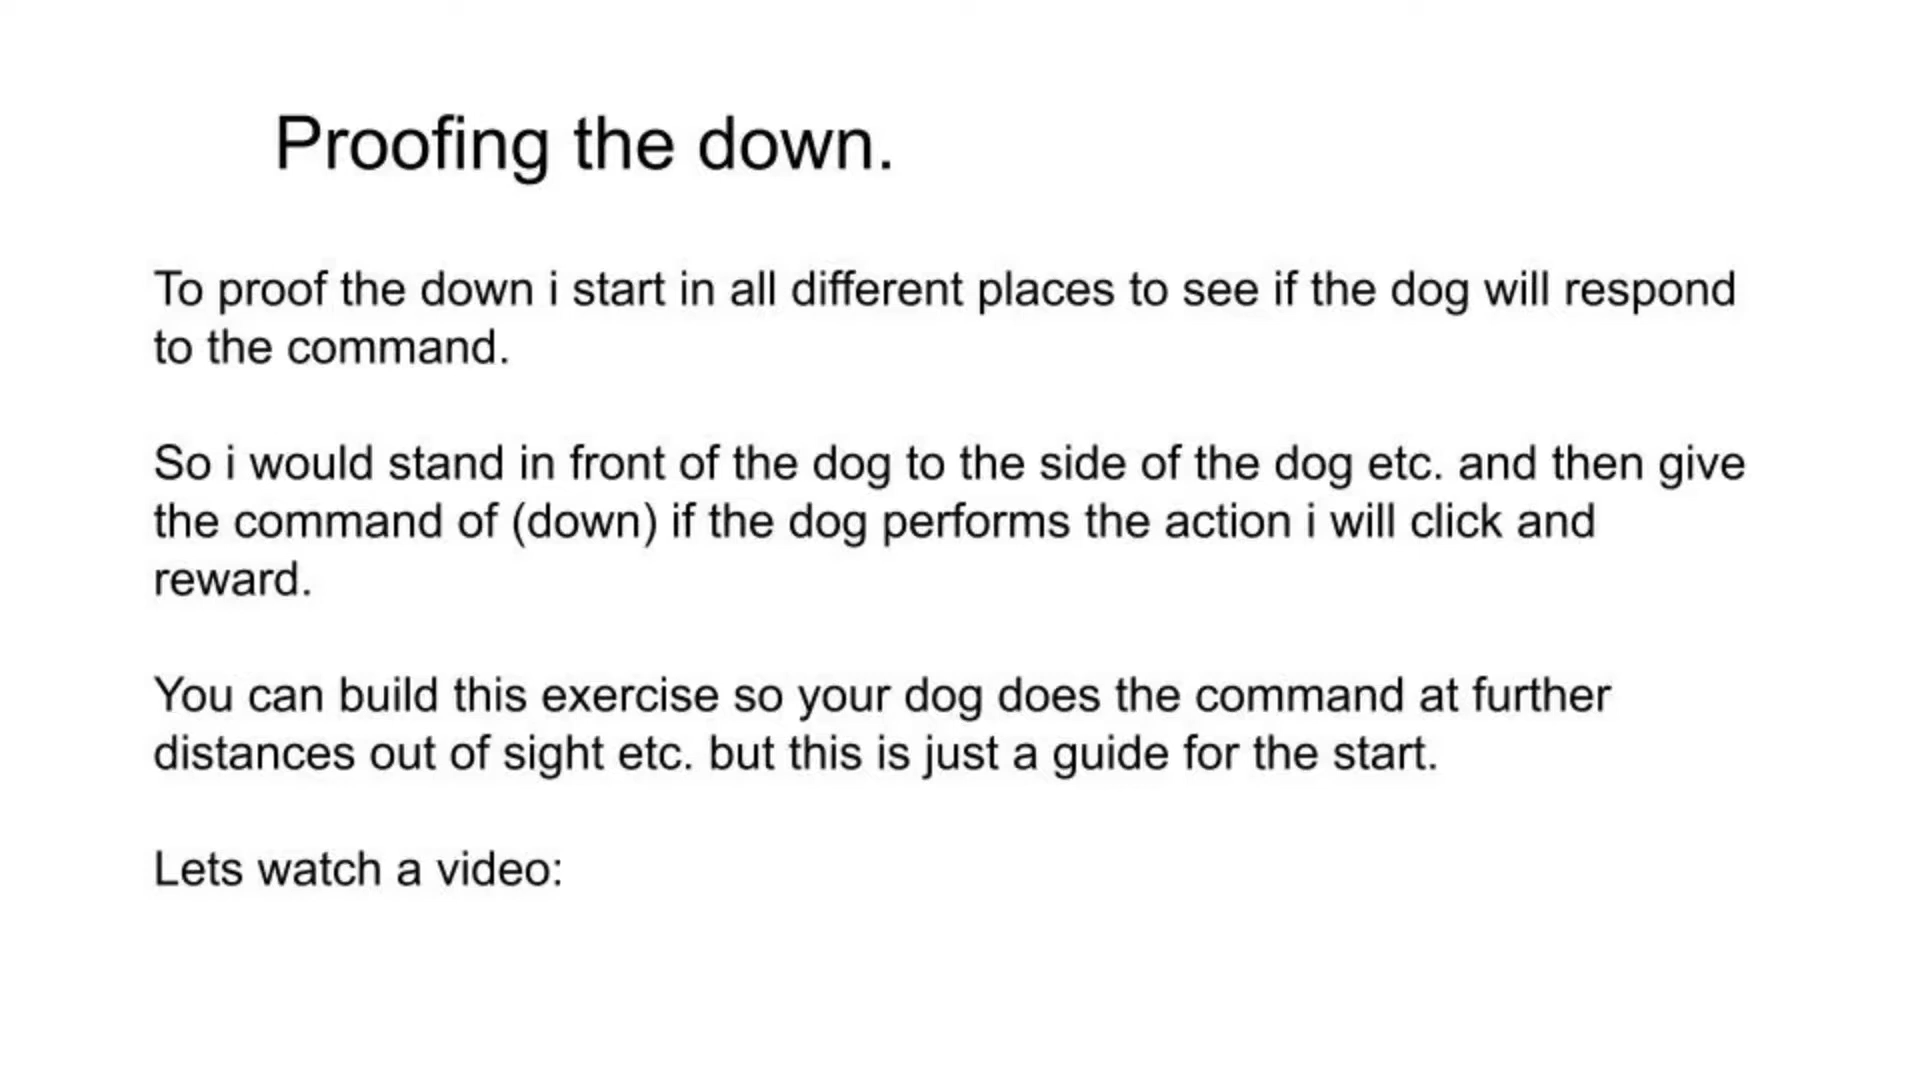 Proofing the down.
To proof the down i start in all different places to see if the dog will respond
to the command.
So i would stand in front of the dog to the side of the dog etc. and then give
the command of (down) if the dog performs the action i will click and
reward.
You can build this exercise so your dog does the command at further
distances out of sight etc. but this is just a guide for the start.
Lets watch a video: